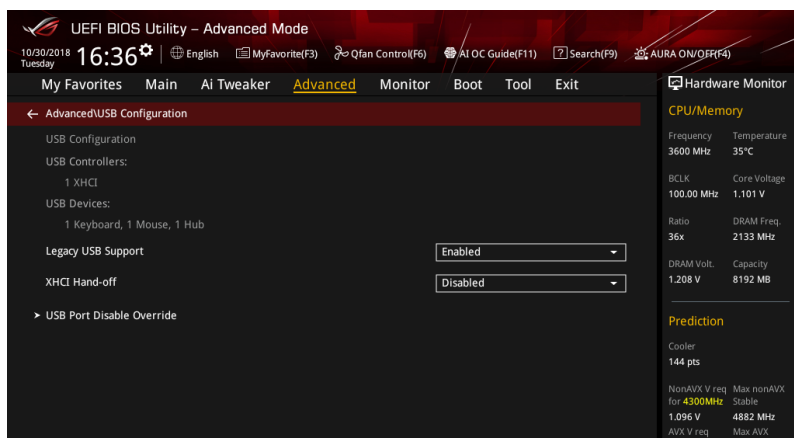 UEFI BIOS Utility – Advanced Mode
10/30/2018 Tuesday 16:36 English MyFavorite(F3) Qfan Control(F6) AI OC Guide(F11) ? Search(F9) AURA ON/OFF(F4)
My Favorites Main Ai Tweaker Advanced Monitor Boot Tool Exit
← Advanced\USB Configuration
USB Configuration
USB Controllers:
1 XHCI
USB Devices:
1 Keyboard, 1 Mouse, 1 Hub
Legacy USB Support Enabled
XHCI Hand-off Disabled
> USB Port Disable Override
Hardware Monitor
CPU/Memory
Frequency Temperature
3600 MHz 35°C
BCLK Core Voltage
100.00 MHz 1.101 V
Ratio DRAM Freq.
36x 2133 MHz
DRAM Volt. Capacity
1.208 V 8192 MB
Prediction
Cooler
144 pts
NonAVX V req Max nonAVX
for 4300MHz Stable
1.096 V 4882 MHz
AVX V req Max AVX